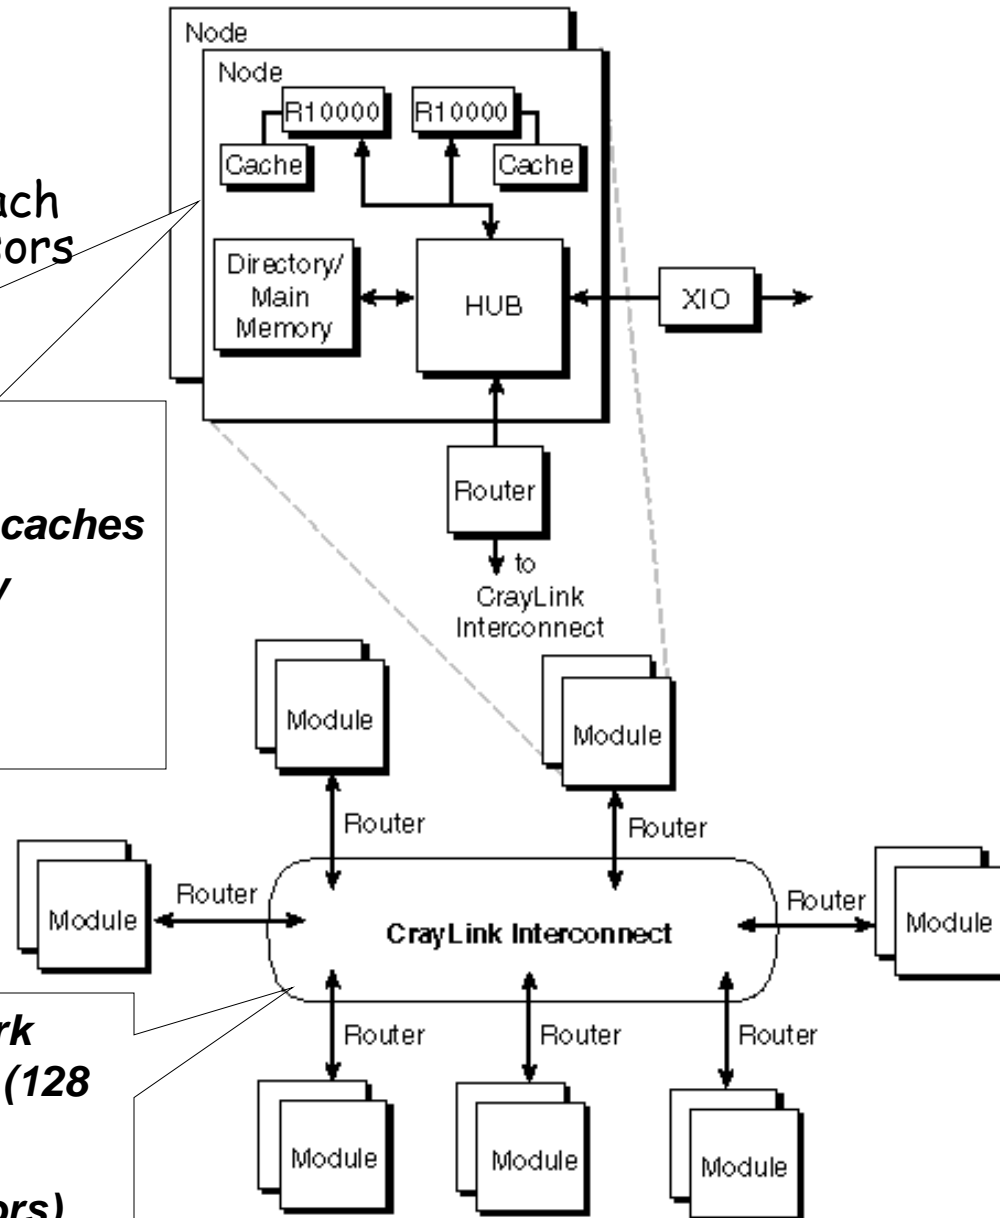 Node
Node
R10000
R10000
Cache
Cache
ach
tors
Directory/
Main
Memory
HUB
XIO
caches
y
Router
to
CrayLink
Interconnect
Module
Module
Router
Router
Module
Router
CrayLink Interconnect
Router
Module
rk
(128
ors)
Router
Router
Router
Module
Module
Module